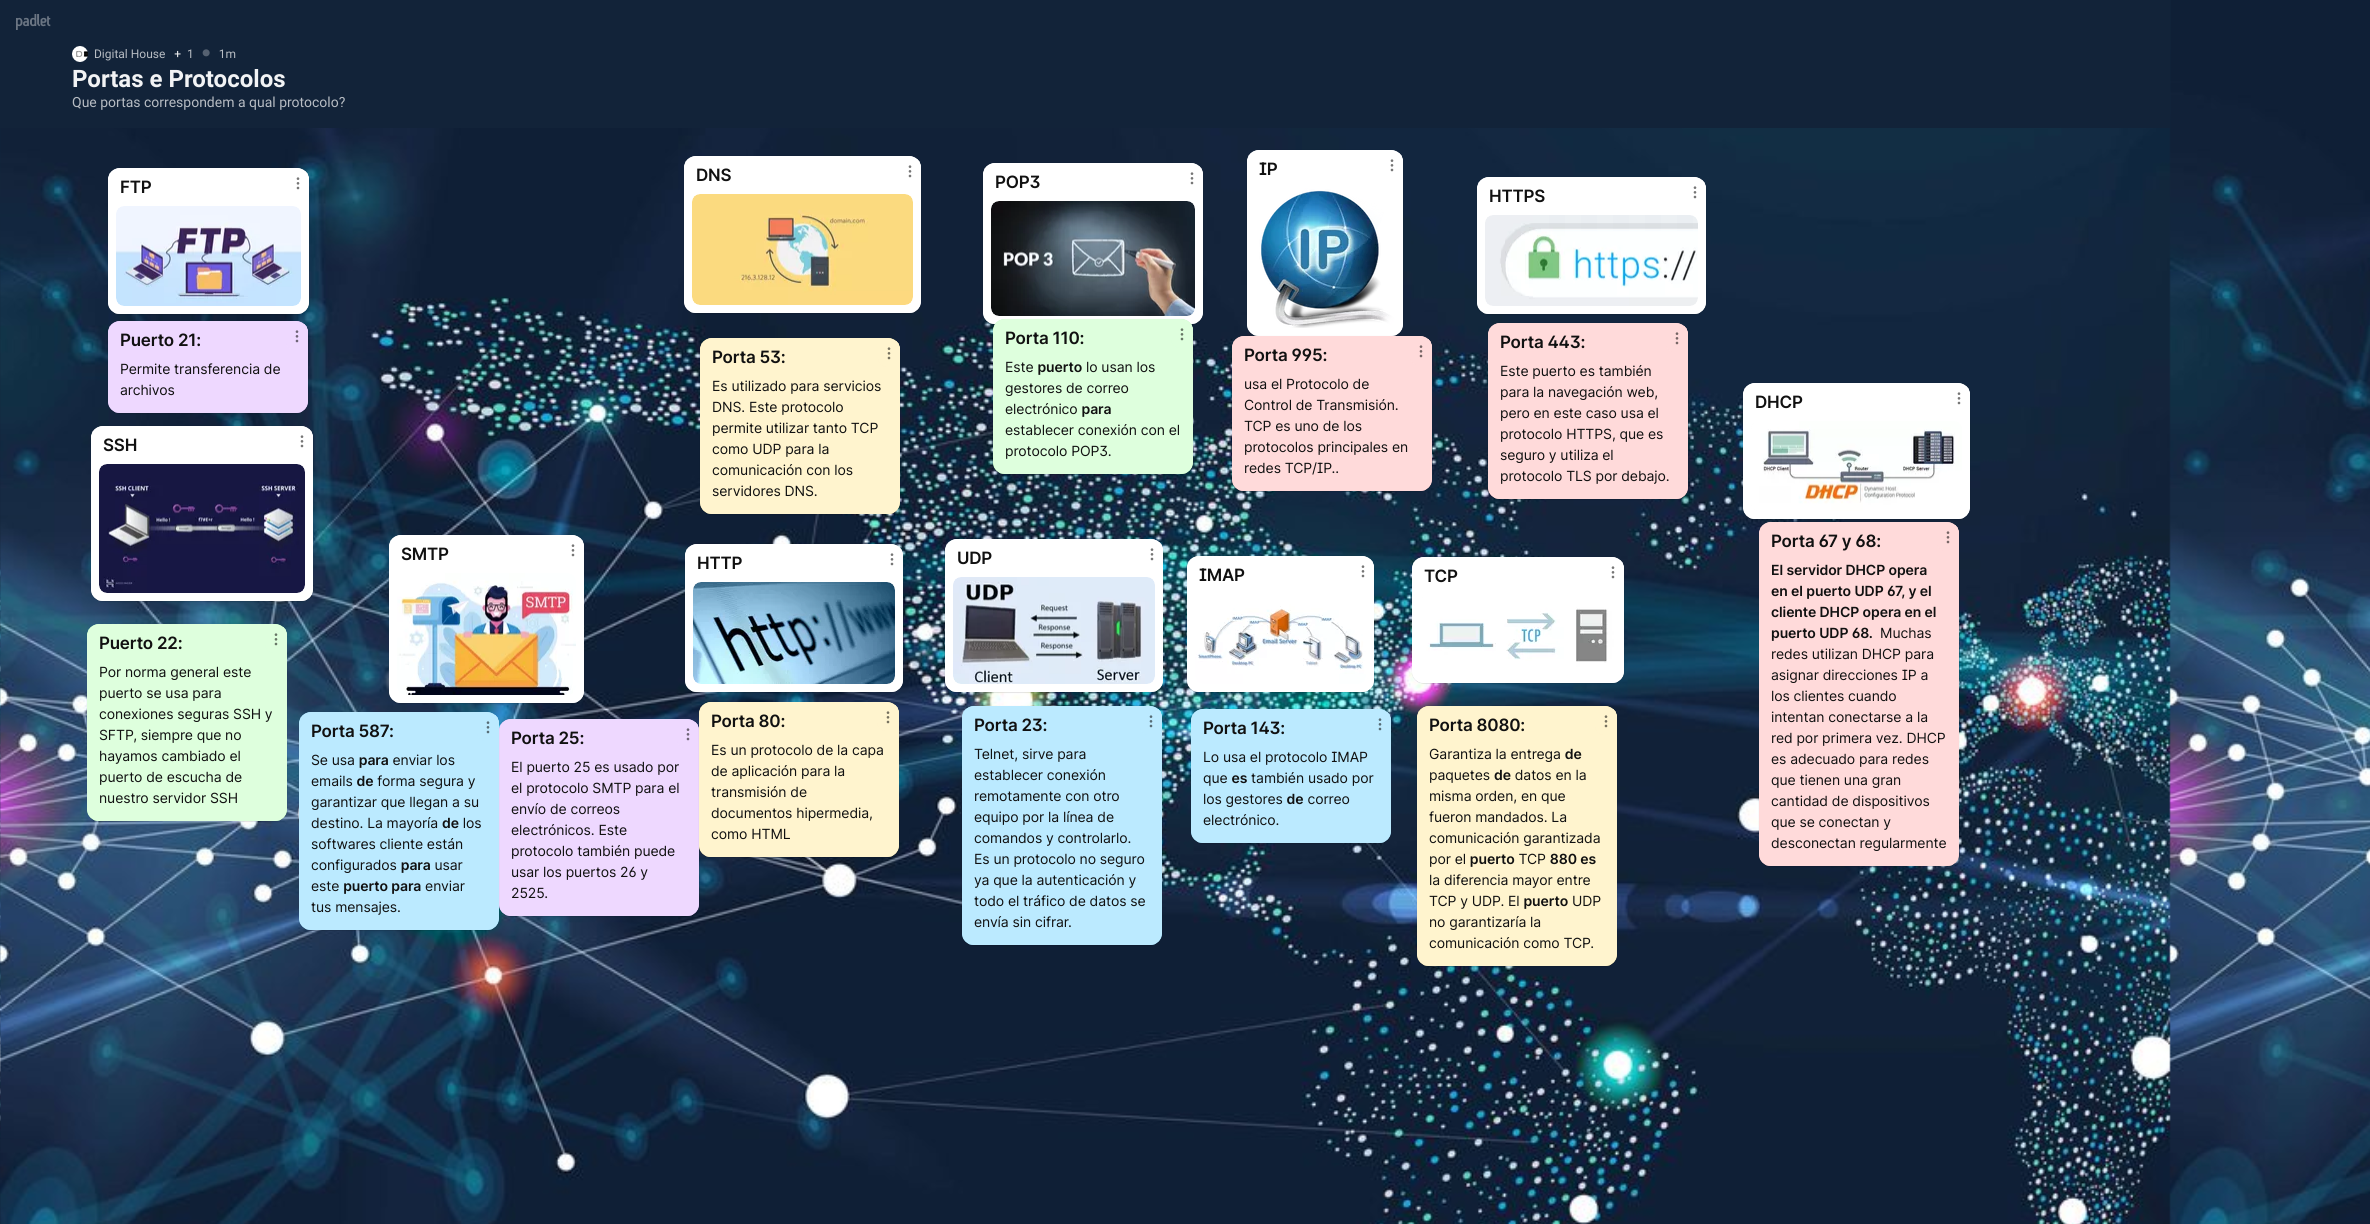 padlet
Digital House + 1 1m
Portas e Protocolos
Que portas correspondem a qual protocolo?
FTP
FTP
Puerto 21:
Permite transferencia de
archivos
SSH
SSH CLIENT
SSH SERVER
Hello !
Hello !
Puerto 22:
Por norma general este
puerto se usa para
conexiones seguras SSH y
SFTP, siempre que no
hayamos cambiado el
puerto de escucha de
nuestro servidor SSH
SMTP
SMTP
Porta 587:
Se usa para enviar los
emails de forma segura y
garantizar que llegan a su
destino. La mayoría de los
softwares cliente están
configurados para usar
este puerto para enviar
tus mensajes.
Porta 25:
El puerto 25 es usado por
el protocolo SMTP para el
envío de correos
electrónicos. Este
protocolo también puede
usar los puertos 26 y
2525.
DNS
domain.com
216.3.128.12
Porta 53:
Es utilizado para servicios
DNS. Este protocolo
permite utilizar tanto TCP
como UDP para la
comunicación con los
servidores DNS.
HTTP
http://www
Porta 80:
Es un protocolo de la capa
de aplicación para la
transmisión de
documentos hipermedia,
como HTML
POP3
POP 3
Porta 110:
Este puerto lo usan los
gestores de correo
electrónico para
establecer conexión con el
protocolo POP3.
UDP
UDP
Request
Response
Response
Client
Server
Porta 23:
Telnet, sirve para
establecer conexión
remotamente con otro
equipo por la línea de
comandos y controlarlo.
Es un protocolo no seguro
ya que la autenticación y
todo el tráfico de datos se
envía sin cifrar.
IP
IP
Porta 995:
usa el Protocolo de
Control de Transmisión.
TCP es uno de los
protocolos principales en
redes TCP/IP..
IMAP
Email Server
Porta 143:
Lo usa el protocolo IMAP
que es también usado por
los gestores de correo
electrónico.
HTTPS
https://
Porta 443:
Este puerto es también
para la navegación web,
pero en este caso usa el
protocolo HTTPS, que es
seguro y utiliza el
protocolo TLS por debajo.
TCP
TCP
Porta 8080:
Garantiza la entrega de
paquetes de datos en la
misma orden, en que
fueron mandados. La
comunicación garantizada
por el puerto TCP 880 es
la diferencia mayor entre
TCP y UDP. El puerto UDP
no garantizaría la
comunicación como TCP.
DHCP
DHCP Client
Router
DHCP Server
DHCP
Dynamic Host
Configuration Protocol
Porta 67 y 68:
El servidor DHCP opera
en el puerto UDP 67, y el
cliente DHCP opera en el
puerto UDP 68. Muchas
redes utilizan DHCP para
asignar direcciones IP a
los clientes cuando
intentan conectarse a la
red por primera vez. DHCP
es adecuado para redes
que tienen una gran
cantidad de dispositivos
que se conectan y
desconectan regularmente